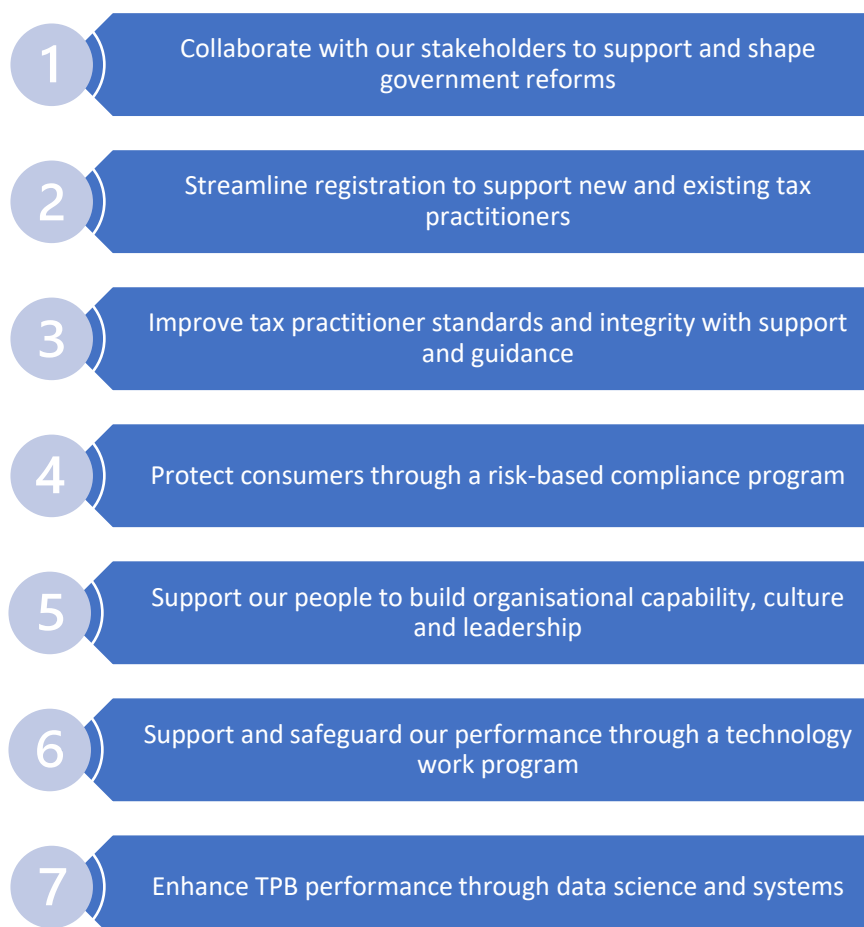 1
Collaborate with our stakeholders to support and shape
government reforms
2
Streamline registration to support new and existing tax
practitioners
3
Improve tax practitioner standards and integrity with support
and guidance
4
Protect consumers through a risk-based compliance program
5
Support our people to build organisational capability, culture
and leadership
6
Support and safeguard our performance through a technology
work program
7
Enhance TPB performance through data science and systems